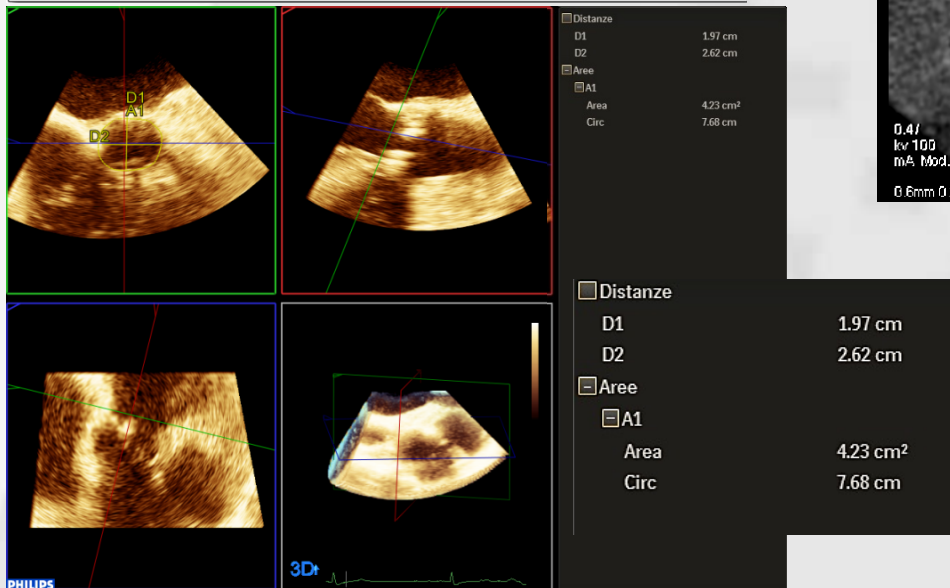 D1
A1
D2
Distanze
D1 1.97 cm
D2 2.62 cm
Aree
A1
Area 4.23 cm²
Circ 7.68 cm
0.47
kv 100
mA Mod.
0.6mm 0
Distanze
D1 1.97 cm
D2 2.62 cm
Aree
A1
Area 4.23 cm²
Circ 7.68 cm
3D
PHILIPS